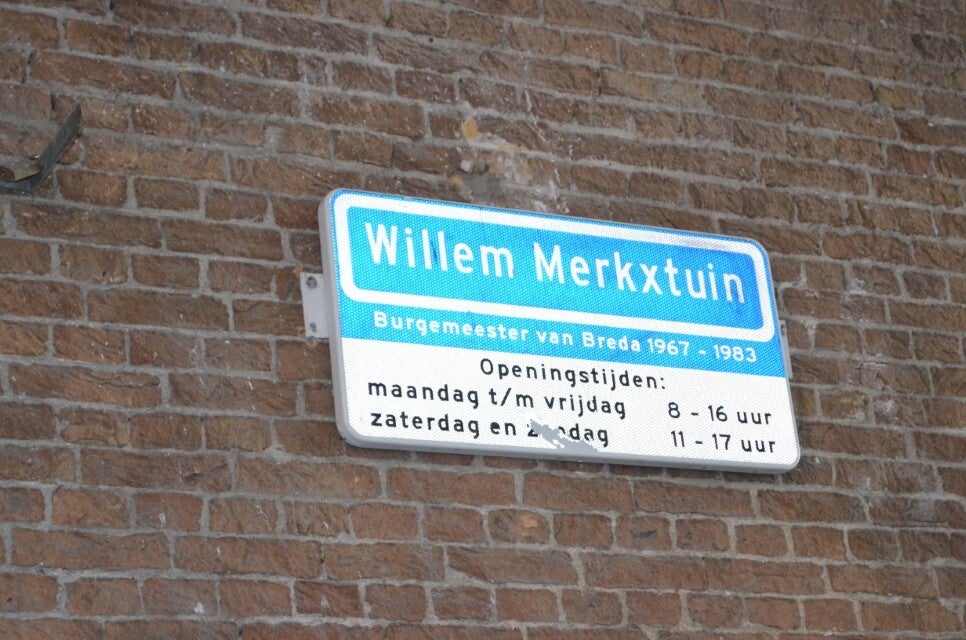 Willem Merkxtuin
Burgemeester van Breda 1967 - 1983
Openingstijden:
maandag t/m vrijdag 8 - 16 uur
zaterdag en 11 - 17 uur